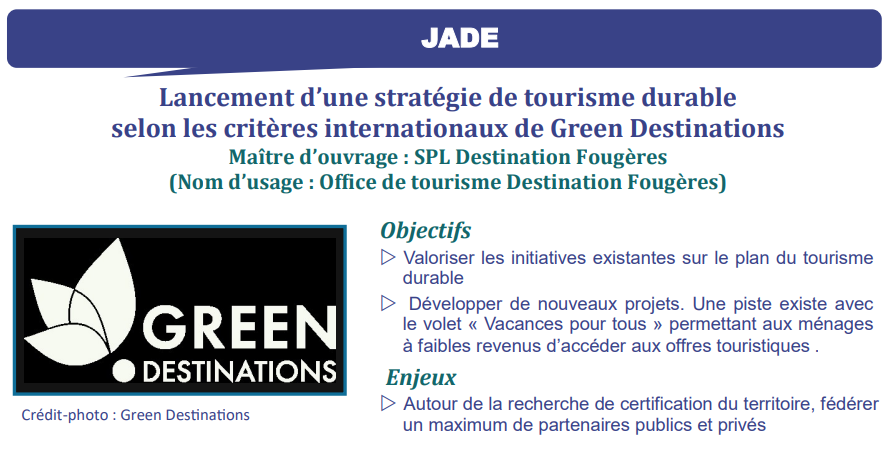 JADE
Lancement d’une stratégie de tourisme durable
selon les critères internationaux de Green Destinations
Maître d’ouvrage : SPL Destination Fougères
(Nom d’usage : Office de tourisme Destination Fougères)
GREEN
DESTINATIONS
Crédit-photo : Green Destinations
Objectifs
▷ Valoriser les initiatives existantes sur le plan du tourisme
durable
▷ Développer de nouveaux projets. Une piste existe avec
le volet « Vacances pour tous » permettant aux ménages
à faibles revenus d’accéder aux offres touristiques .
Enjeux
▷ Autour de la recherche de certification du territoire, fédérer
un maximum de partenaires publics et privés